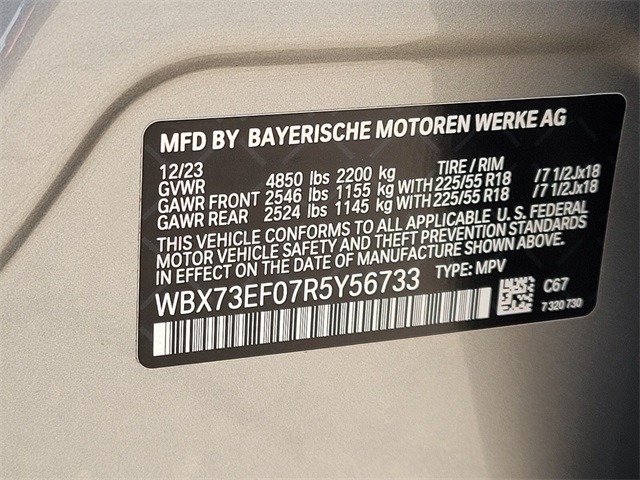 MFD BY BAYERISCHE MOTOREN WERKE AG
12/23 TIRE / RIM
GVWR 4850 lbs 2200 kg
GAWR FRONT 2546 lbs 1155 kg WITH 225/55 R18 /7 1/2Jx18
GAWR REAR 2524 lbs 1145 kg WITH 225/55 R18 /7 1/2Jx18
THIS VEHICLE CONFORMS TO ALL APPLICABLE U. S. FEDERAL
MOTOR VEHICLE SAFETY AND THEFT PREVENTION STANDARDS
IN EFFECT ON THE DATE OF MANUFACTURE SHOWN ABOVE.
WBX73EF07R5Y56733 TYPE: MPV
C67
7 320 730